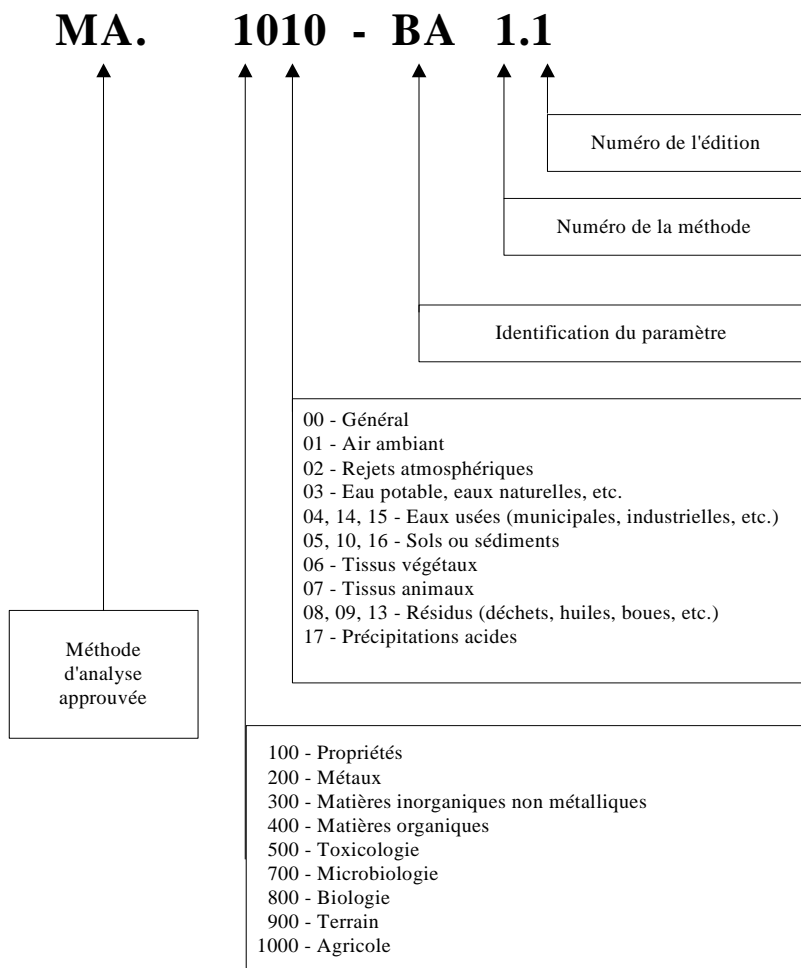 MA. 1010 - BA 1.1
Numéro de l'édition
Numéro de la méthode
Identification du paramètre
00 - Général
01 - Air ambiant
02 - Rejets atmosphériques
03 - Eau potable, eaux naturelles, etc.
04, 14, 15 - Eaux usées (municipales, industrielles, etc.)
05, 10, 16 - Sols ou sédiments
06 - Tissus végétaux
07 - Tissus animaux
08, 09, 13 - Résidus (déchets, huiles, boues, etc.)
17 - Précipitations acides
Méthode
d'analyse
approuvée
100 - Propriétés
200 - Métaux
300 - Matières inorganiques non métalliques
400 - Matières organiques
500 - Toxicologie
700 - Microbiologie
800 - Biologie
900 - Terrain
1000 - Agricole